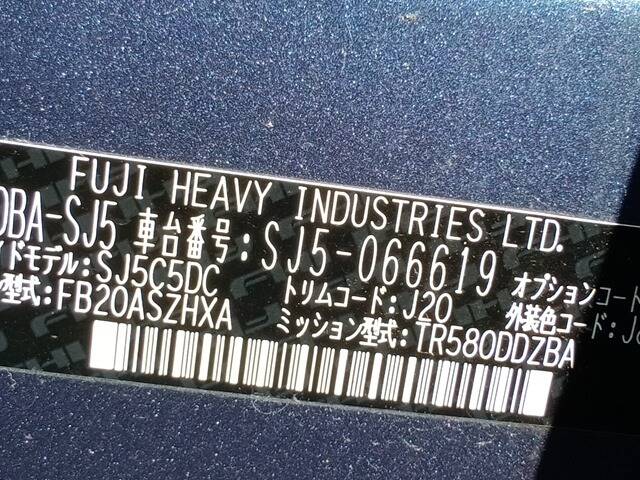 FUJI HEAVY INDUSTRIES LTD.
DBA-SJ5 車台番号:SJ5-066619
イドモデル:SJ5C5DC トリムコード:J20 オプションコード
型式:FB20ASZHXA ミッション型式:TR580DDZBA 外装色コード:J